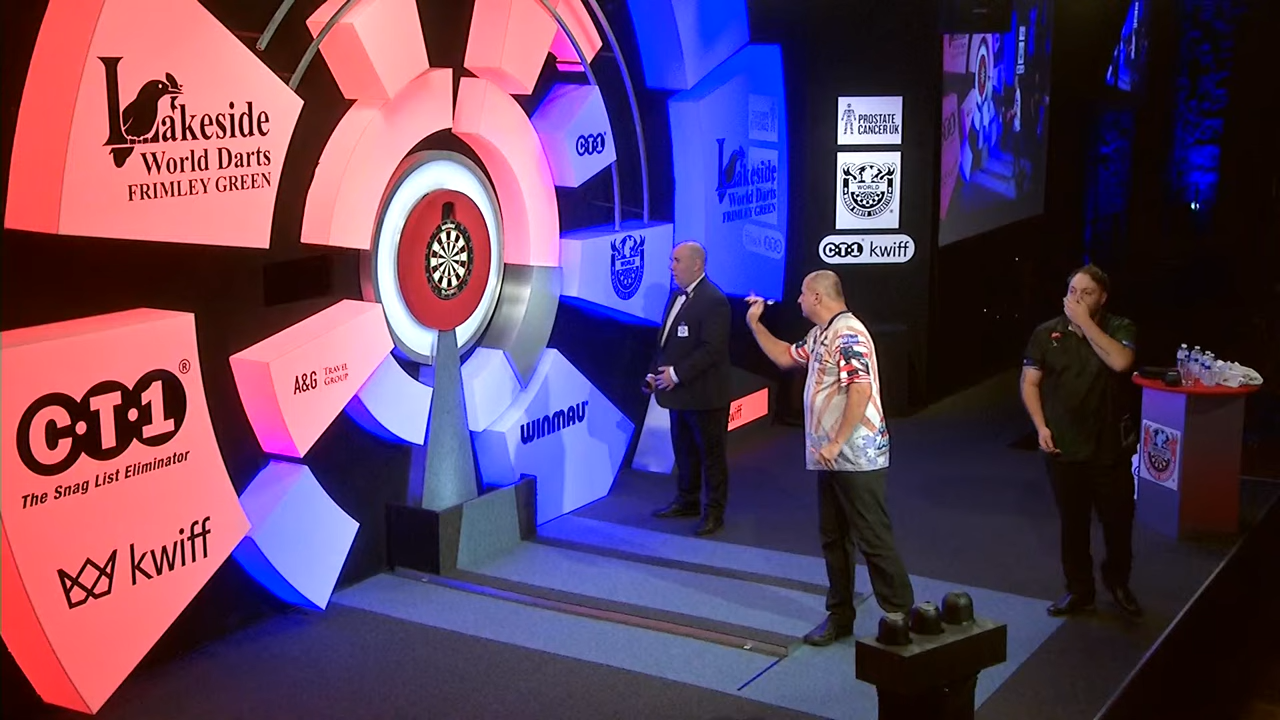 Lakeside
World Darts
FRIMLEY GREEN
C·T·1®
The Snag List Eliminator
kwiff
A&G TRAVEL GROUP
WINMAU
CT1
WORLD
Lakeside
World Darts
FRIMLEY GREEN
PROSTATE
CANCER UK
WORLD
CT1 kwiff
kwiff